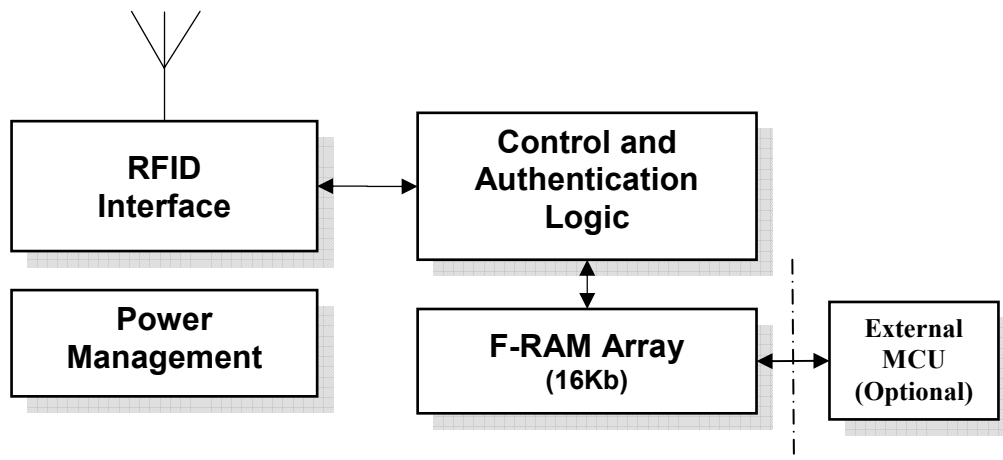 RFID
Interface
Control and
Authentication
Logic
Power
Management
F-RAM Array
(16Kb)
External
MCU
(Optional)